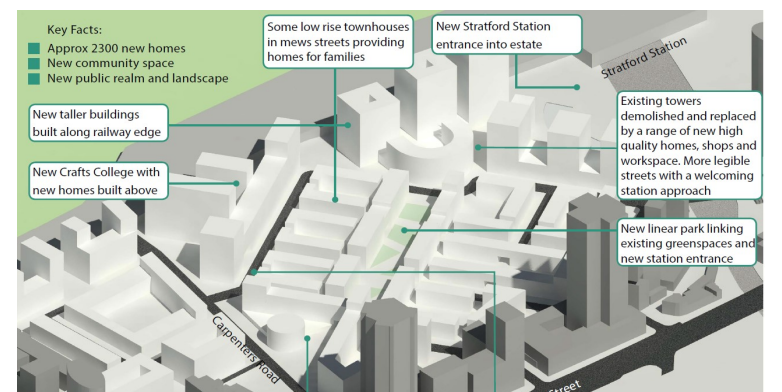 Key Facts:
Approx 2300 new homes
New community space
New public realm and landscape
Some low rise townhouses
in mews streets providing
homes for families
New Stratford Station
entrance into estate
Stratford Station
New taller buildings
built along railway edge
Existing towers
demolished and replaced
by a range of new high
quality homes, shops and
workspace. More legible
streets with a welcoming
station approach
New Crafts College with
new homes built above
New linear park linking
existing greenspaces and
new station entrance
Carpenters Road
Street